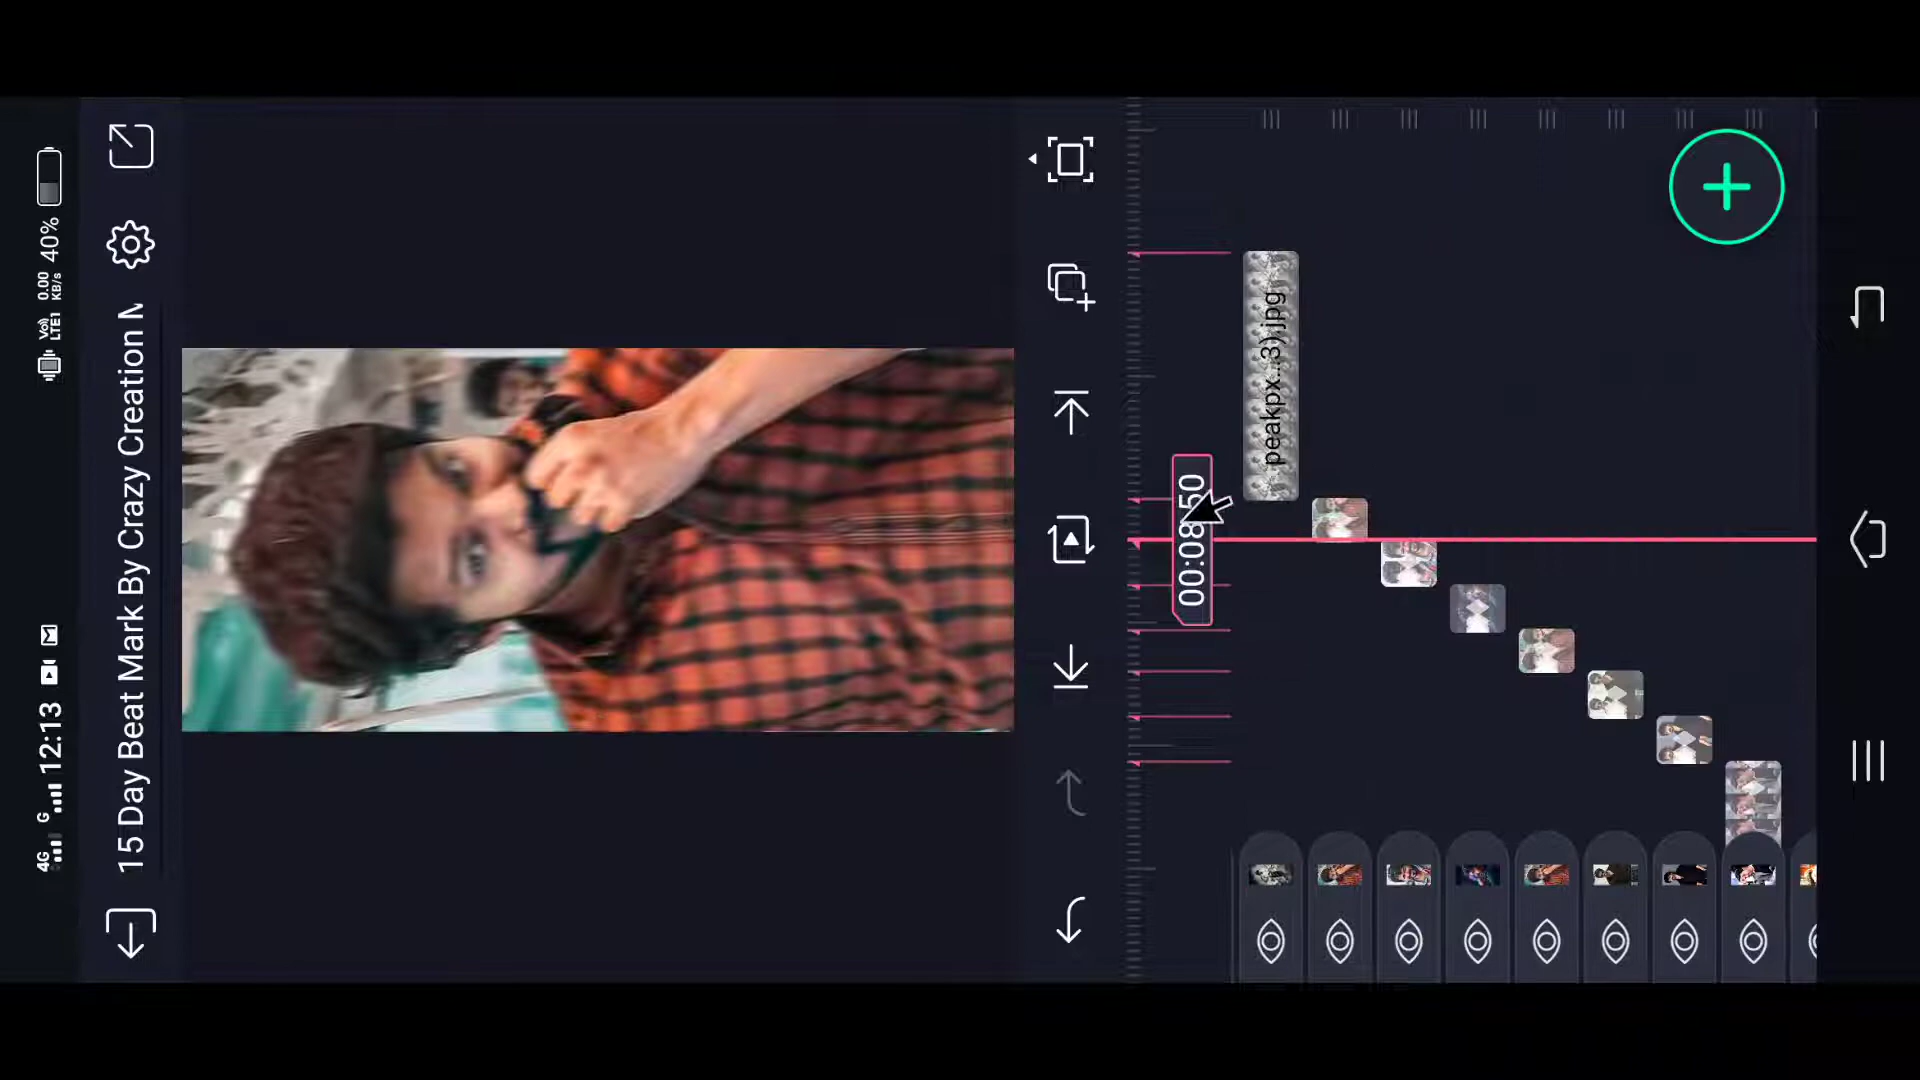 4G G 12:13
Vol) LTE1 0.00 KB/s 40%
15 Day Beat Mark By Crazy Creation
00:08:50
peakpx...3).jpg